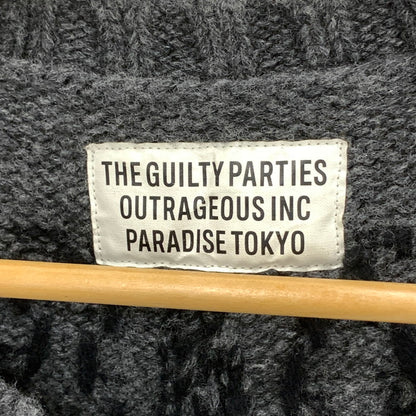 THE GUILTY PARTIES
OUTRAGEOUS INC
PARADISE TOKYO